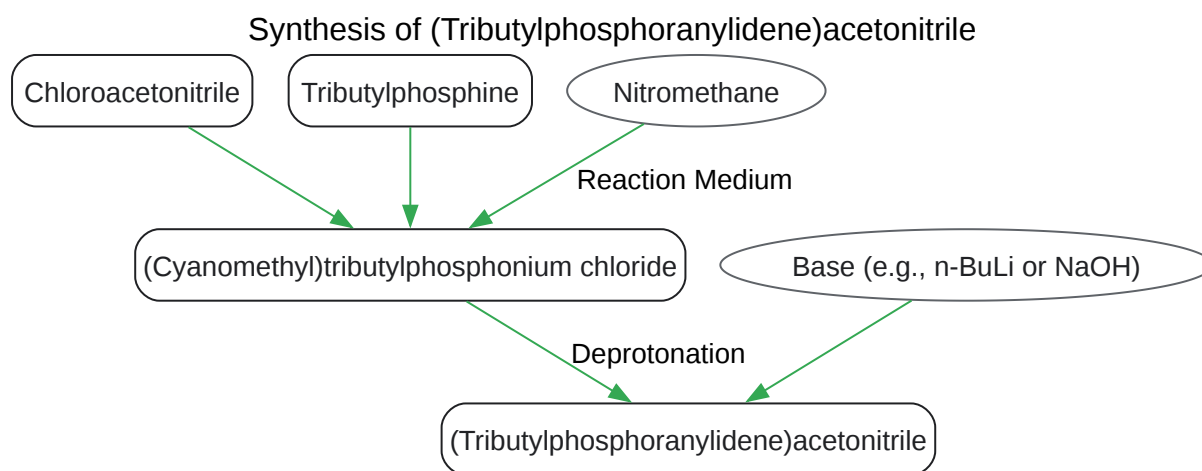 Synthesis of (Tributylphosphoranylidene)acetonitrile
Chloroacetonitrile
Tributylphosphine
Nitromethane
Reaction Medium
(Cyanomethyl)tributylphosphonium chloride
Base (e.g., n-BuLi or NaOH)
Deprotonation
(Tributylphosphoranylidene)acetonitrile